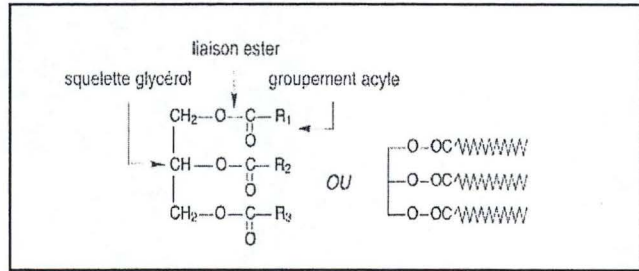 liaison ester
squelette glycérol
groupement acyle
CH₂—O—C—R₁
O
CH—O—C—R₂
O
CH₂—O—C—R₃
O
OU
O—OC
O—OC
O—OC